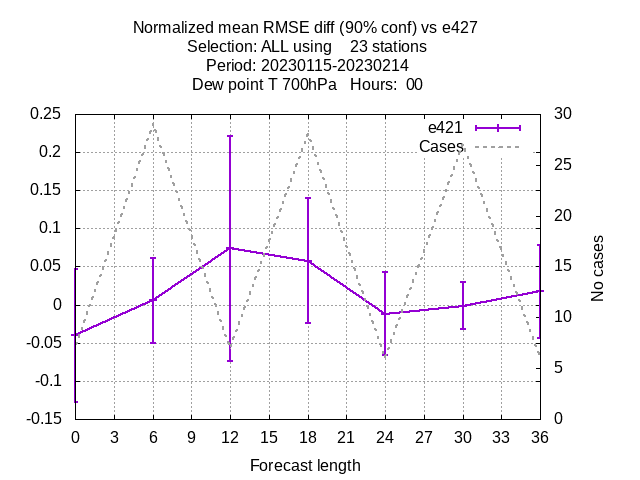 Normalized mean RMSE diff (90% conf) vs e427
Selection: ALL using    23 stations
Period: 20230115-20230214
Dew point T 700hPa   Hours:  00
0.25
0.2
0.15
0.1
0.05
0
-0.05
-0.1
-0.15
30
25
20
15
10
5
0
e421
Cases
No cases
0 3 6 9 12 15 18 21 24 27 30 33 36
Forecast length